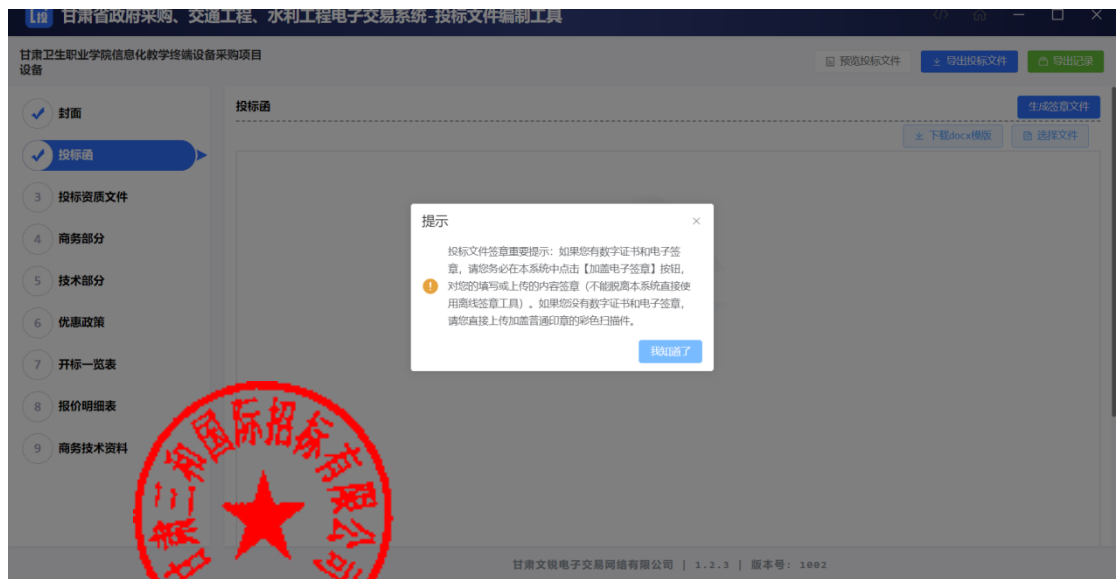 甘肃省政府采购、交通工程、水利工程电子交易系统-投标文件编制工具
甘肃卫生职业学院信息化教学终端设备采购项目
设备
预览投标文件
导出投标文件
导出记录
封面
投标函
3 投标资质文件
4 商务部分
5 技术部分
6 优惠政策
7 开标一览表
8 报价明细表
9 商务技术资料
投标函
生成签章文件
下载docx模版
选择文件
提示
投标文件签章重要提示：如果您有数字证书和电子签
章，请您务必在本系统中点击【加盖电子签章】按钮，
对您的填写或上传的内容签章（不能脱离本系统直接使
用离线签章工具）。如果您没有数字证书和电子签章，
请您直接上传加盖普通印章的彩色扫描件。
我知道了
甘肃三和国际招标有限公司
甘肃文锐电子交易网络有限公司 | 1.2.3 | 版本号: 1002